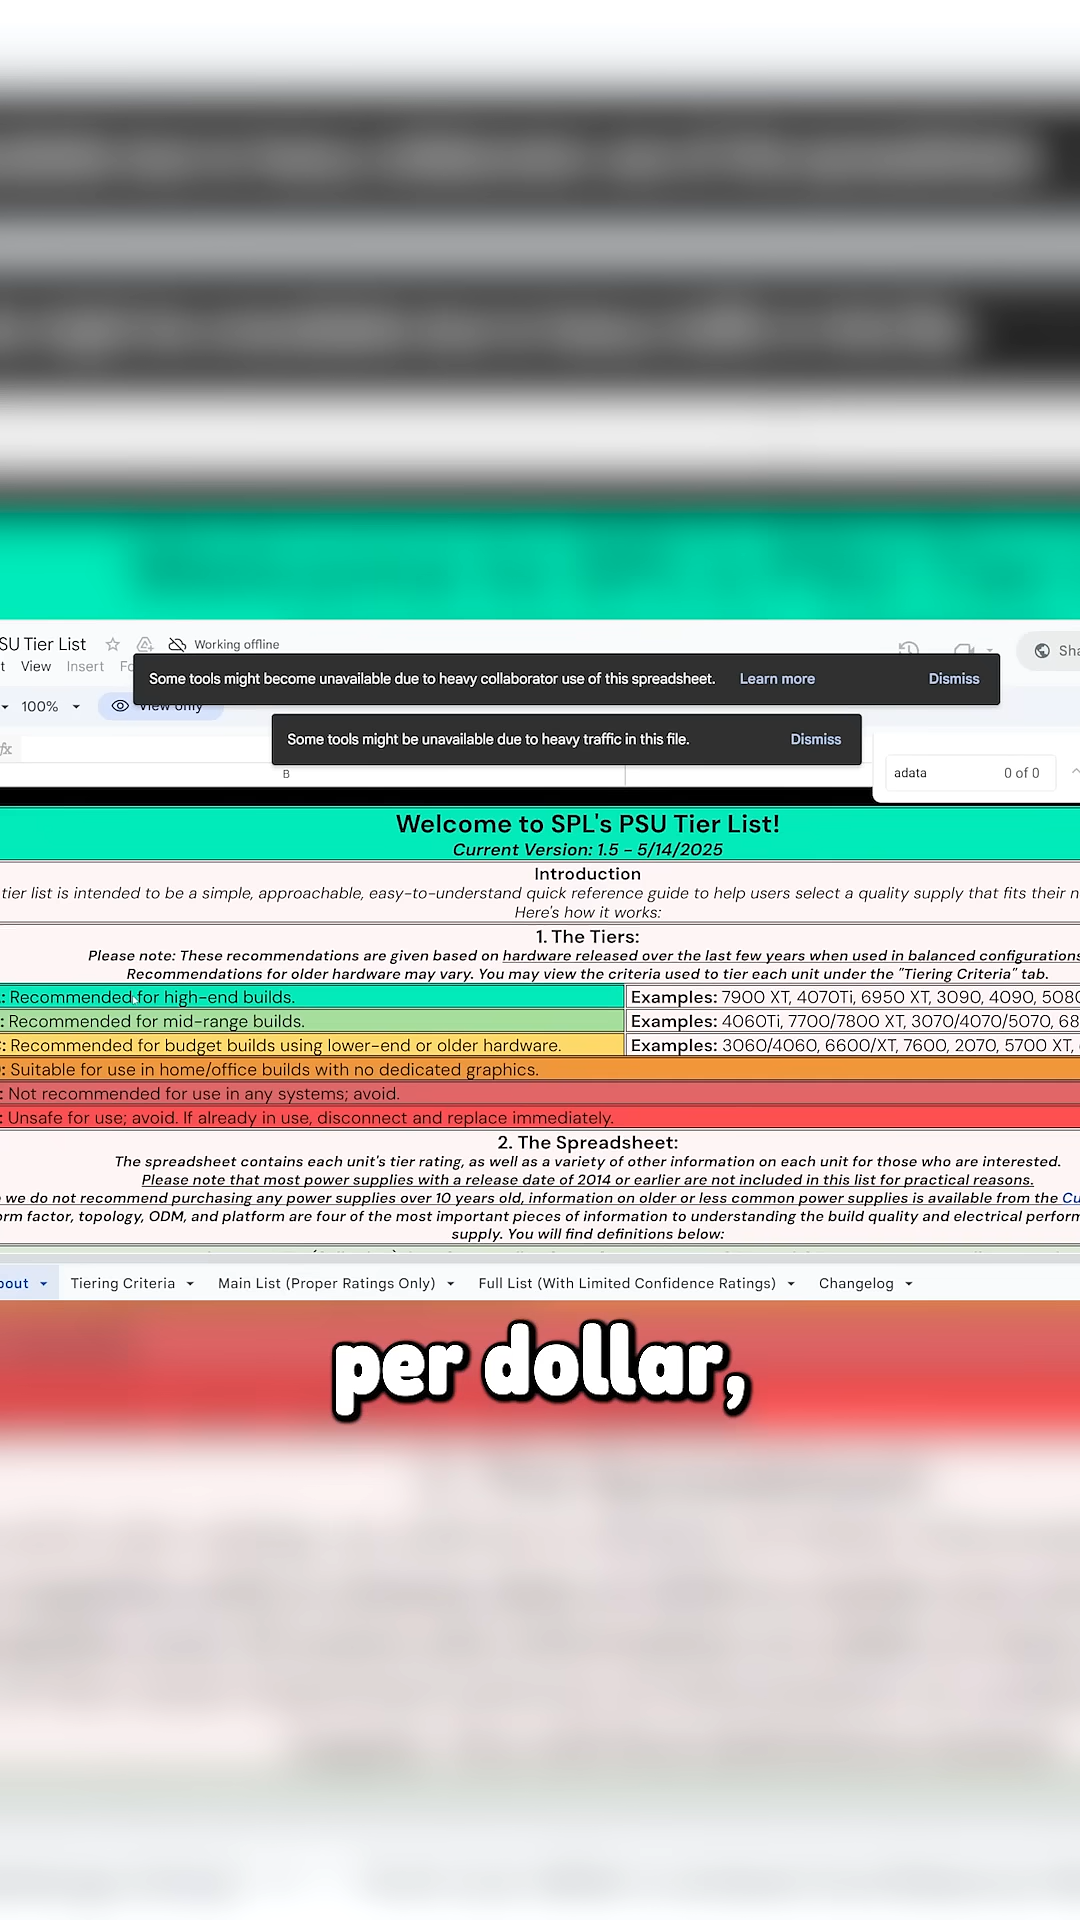 SU Tier List
Working offline
t View Insert Fo
Some tools might become unavailable due to heavy collaborator use of this spreadsheet. Learn more Dismiss
Sha
100% View only
Some tools might be unavailable due to heavy traffic in this file. Dismiss
fx
B
adata 0 of 0
Welcome to SPL's PSU Tier List!
Current Version: 1.5 - 5/14/2025
Introduction
tier list is intended to be a simple, approachable, easy-to-understand quick reference guide to help users select a quality supply that fits their n
Here's how it works:
1. The Tiers:
Please note: These recommendations are given based on hardware released over the last few years when used in balanced configurations
Recommendations for older hardware may vary. You may view the criteria used to tier each unit under the "Tiering Criteria" tab.
: Recommended for high-end builds. Examples: 7900 XT, 4070Ti, 6950 XT, 3090, 4090, 5080
: Recommended for mid-range builds. Examples: 4060Ti, 7700/7800 XT, 3070/4070/5070, 68
: Recommended for budget builds using lower-end or older hardware. Examples: 3060/4060, 6600/XT, 7600, 2070, 5700 XT,
: Suitable for use in home/office builds with no dedicated graphics.
: Not recommended for use in any systems; avoid.
: Unsafe for use; avoid. If already in use, disconnect and replace immediately.
2. The Spreadsheet:
The spreadsheet contains each unit's tier rating, as well as a variety of other information on each unit for those who are interested.
Please note that most power supplies with a release date of 2014 or earlier are not included in this list for practical reasons.
we do not recommend purchasing any power supplies over 10 years old, information on older or less common power supplies is available from the Cu
orm factor, topology, ODM, and platform are four of the most important pieces of information to understanding the build quality and electrical perform
supply. You will find definitions below:
bout Tiering Criteria Main List (Proper Ratings Only) Full List (With Limited Confidence Ratings) Changelog
per dollar,